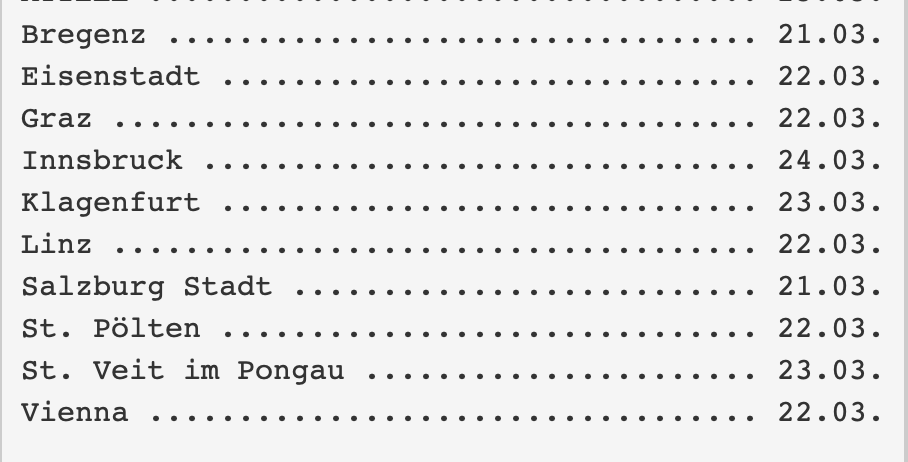 Bregenz ................................. 21.03.
Eisenstadt .............................. 22.03.
Graz .................................... 22.03.
Innsbruck ............................... 24.03.
Klagenfurt .............................. 23.03.
Linz .................................... 22.03.
Salzburg Stadt .......................... 21.03.
St. Pölten .............................. 22.03.
St. Veit im Pongau ...................... 23.03.
Vienna .................................. 22.03.